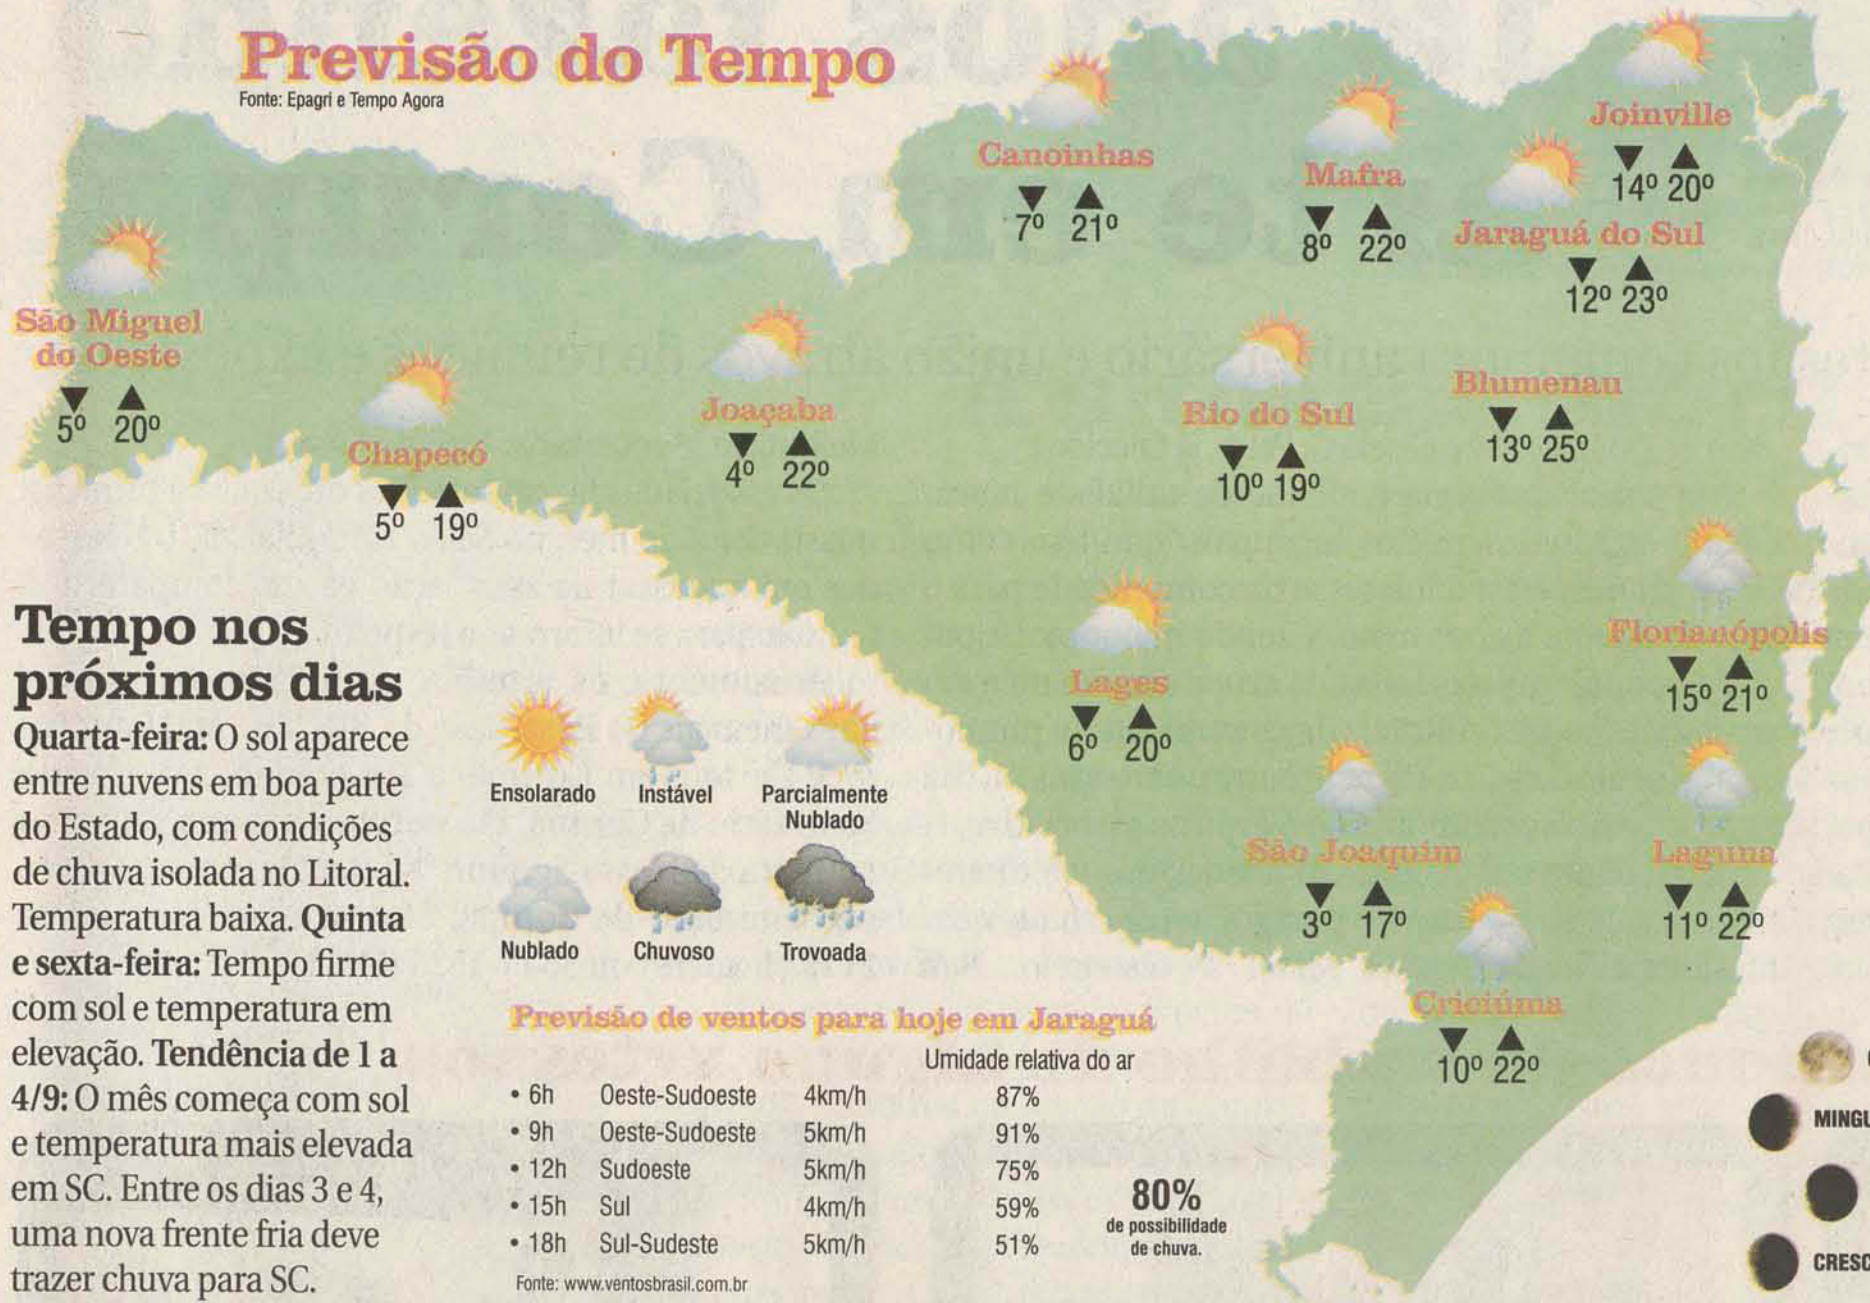 Previsão do Tempo
Fonte: Epagri e Tempo Agora
Canoinhas
7º 21º
Mafra
8º 22º
Joinville
14º 20º
Jaraguá do Sul
12º 23º
São Miguel
do Oeste
5º 20º
Chapecó
5º 19º
Joaçaba
4º 22º
Rio do Sul
10º 19º
Blumenau
13º 25º
Florianópolis
15º 21º
Lages
6º 20º
São Joaquim
3º 17º
Laguna
11º 22º
Criciúma
10º 22º
Tempo nos
próximos dias
Quarta-feira: O sol aparece
entre nuvens em boa parte
do Estado, com condições
de chuva isolada no Litoral.
Temperatura baixa. Quinta
e sexta-feira: Tempo firme
com sol e temperatura em
elevação. Tendência de 1 a
4/9: O mês começa com sol
e temperatura mais elevada
em SC. Entre os dias 3 e 4,
uma nova frente fria deve
trazer chuva para SC.
Ensolarado
Instável
Parcialmente
Nublado
Nublado
Chuvoso
Trovoada
Previsão de ventos para hoje em Jaraguá
Umidade relativa do ar
• 6h Oeste-Sudoeste 4km/h 87%
• 9h Oeste-Sudoeste 5km/h 91%
• 12h Sudoeste 5km/h 75%
• 15h Sul 4km/h 59%
• 18h Sul-Sudeste 5km/h 51%
80%
de possibilidade
de chuva.
Fonte: www.ventosbrasil.com.br
MINGU
CRESC